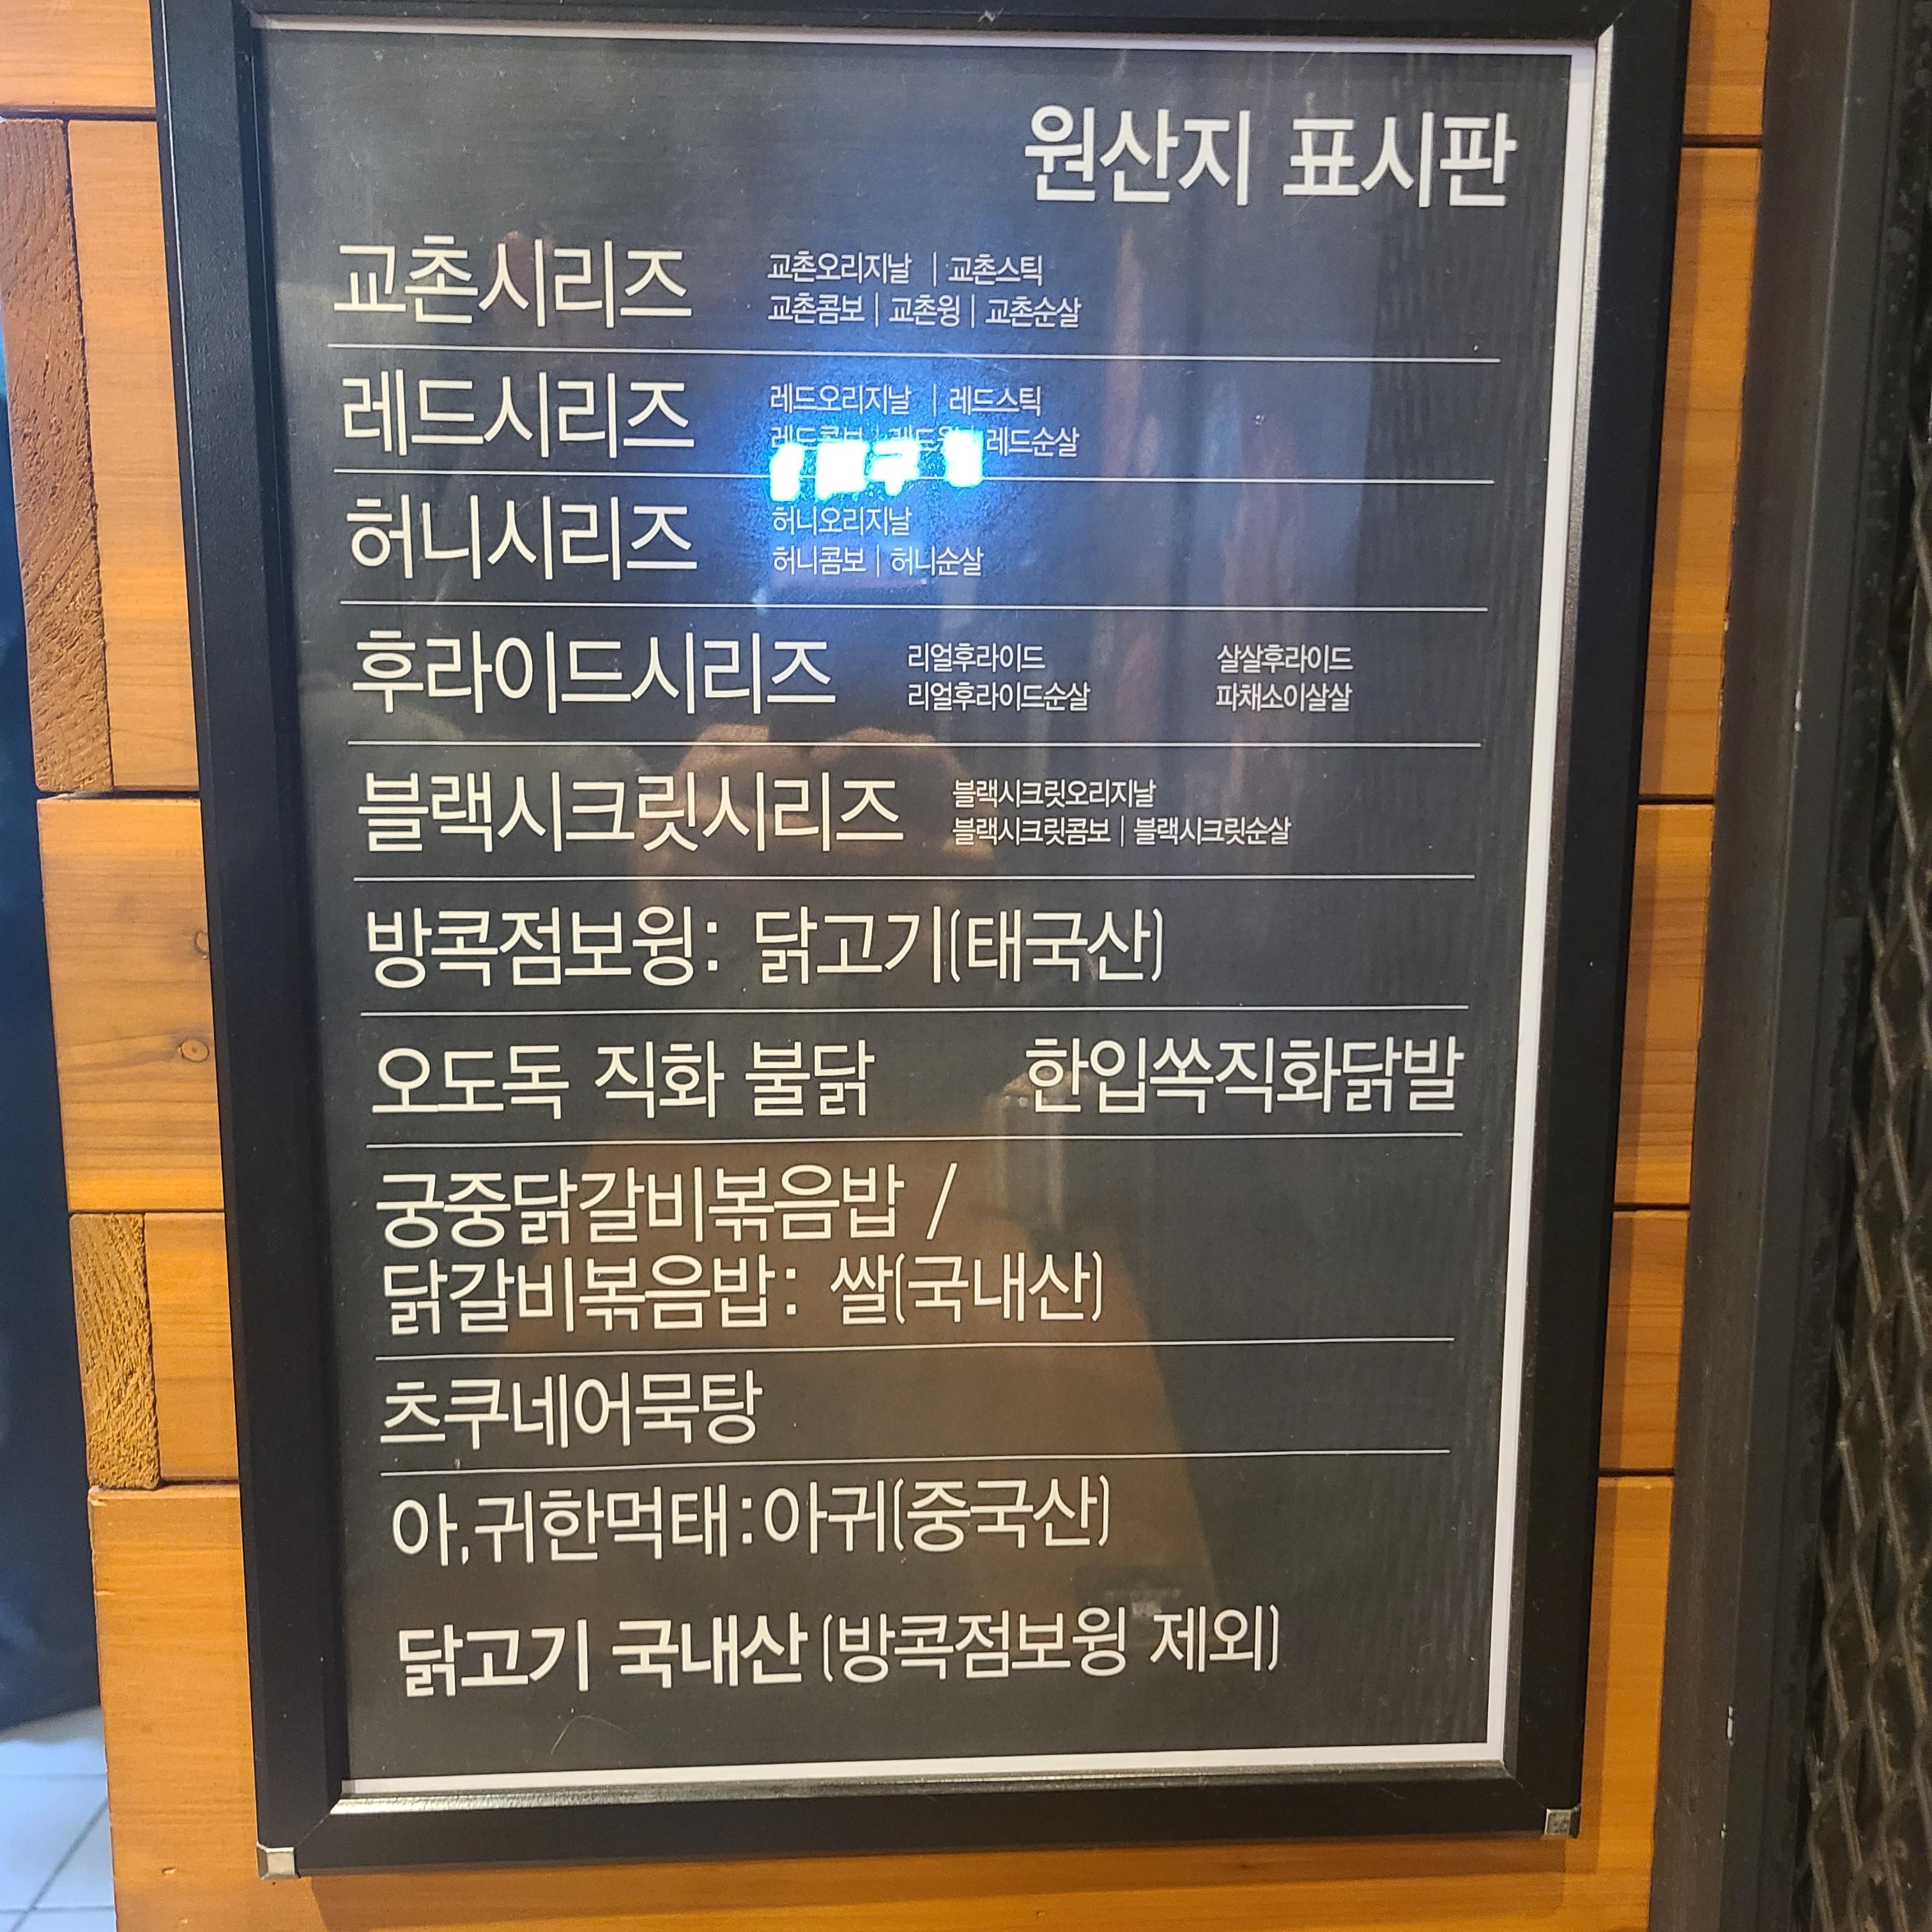 원산지 표시판
교촌시리즈
교촌오리지날 | 교촌스틱
교촌콤보 | 교촌윙 | 교촌순살
레드시리즈
레드오리지날 | 레드스틱
레드콤보 | 레드윙 | 레드순살
허니시리즈
허니오리지날
허니콤보 | 허니순살
후라이드시리즈
리얼후라이드 살살후라이드
리얼후라이드순살 파채소이살살
블랙시크릿시리즈
블랙시크릿오리지날
블랙시크릿콤보 | 블랙시크릿순살
방콕점보윙: 닭고기(태국산)
오도독 직화 불닭 한입쏙직화닭발
궁중닭갈비볶음밥 /
닭갈비볶음밥: 쌀(국내산)
츠쿠네어묵탕
아,귀한먹태:아귀(중국산)
닭고기 국내산 (방콕점보윙 제외)